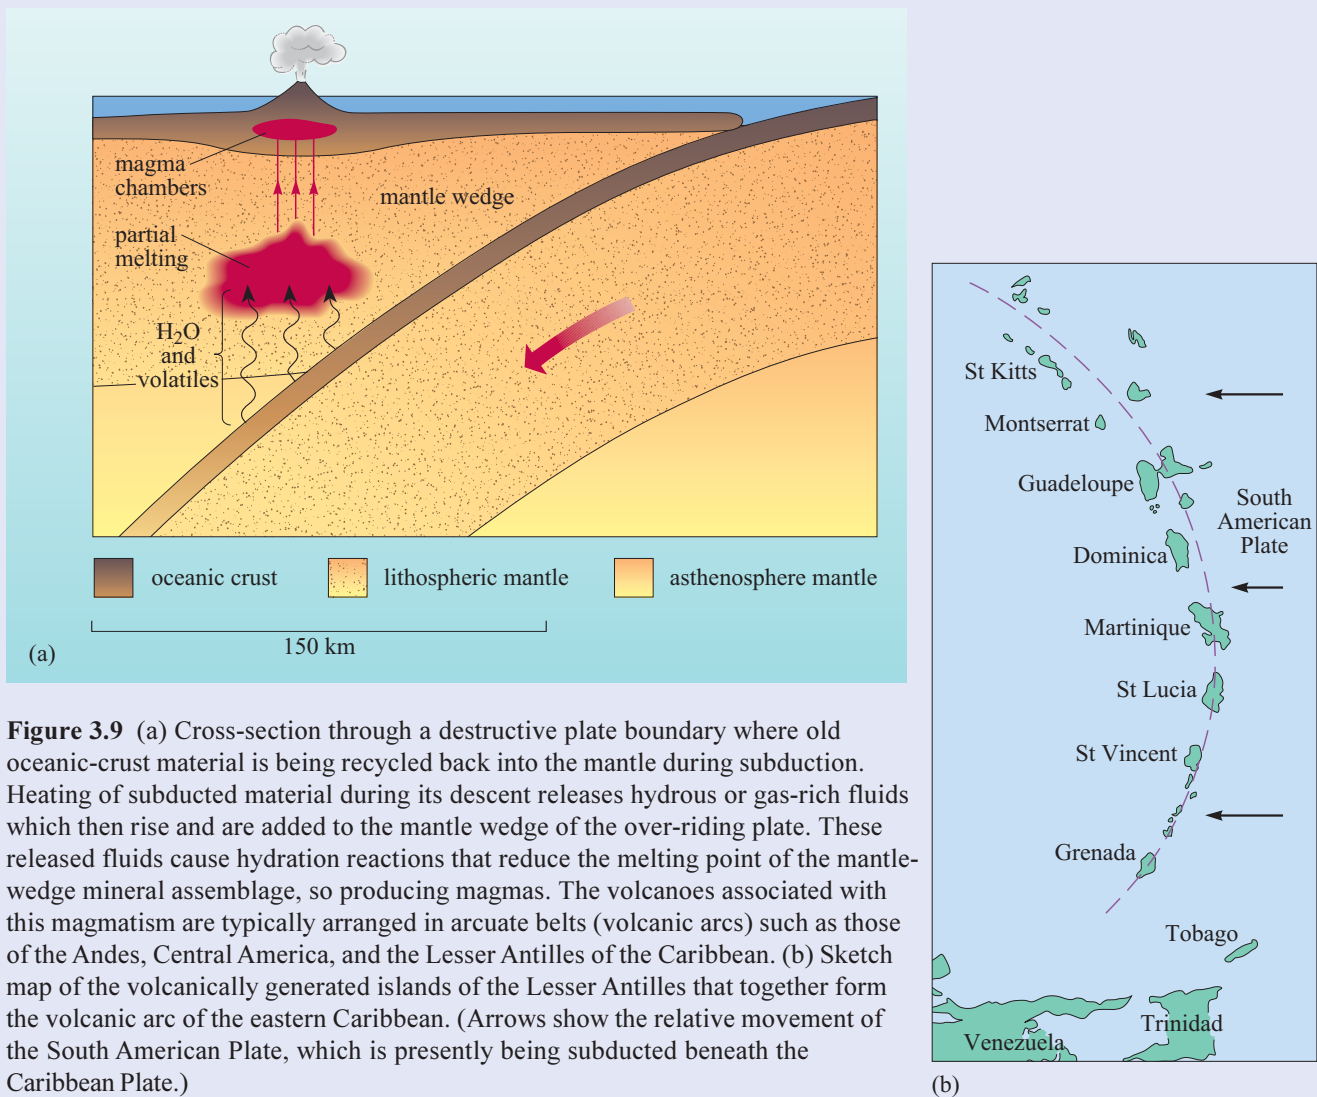 magma
chambers
mantle wedge
partial
melting
H₂O
and
volatiles
oceanic crust
lithospheric mantle
asthenosphere mantle
150 km
(a)
St Kitts
Montserrat
Guadeloupe
South
American
Plate
Dominica
Martinique
St Lucia
St Vincent
Grenada
Tobago
Trinidad
Venezuela
(b)
Figure 3.9 (a) Cross-section through a destructive plate boundary where old
oceanic-crust material is being recycled back into the mantle during subduction.
Heating of subducted material during its descent releases hydrous or gas-rich fluids
which then rise and are added to the mantle wedge of the over-riding plate. These
released fluids cause hydration reactions that reduce the melting point of the mantle-
wedge mineral assemblage, so producing magmas. The volcanoes associated with
this magmatism are typically arranged in arcuate belts (volcanic arcs) such as those
of the Andes, Central America, and the Lesser Antilles of the Caribbean. (b) Sketch
map of the volcanically generated islands of the Lesser Antilles that together form
the volcanic arc of the eastern Caribbean. (Arrows show the relative movement of
the South American Plate, which is presently being subducted beneath the
Caribbean Plate.)